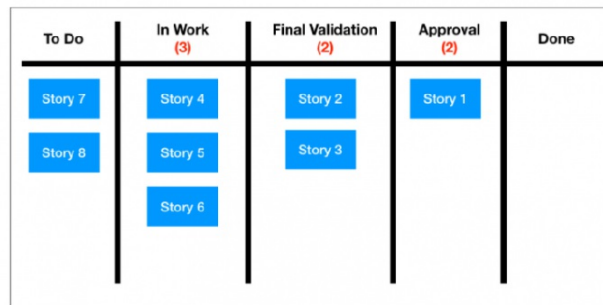 To Do
In Work
(3)
Final Validation
(2)
Approval
(2)
Done
Story 7
Story 4
Story 2
Story 1
Story 8
Story 5
Story 3
Story 6